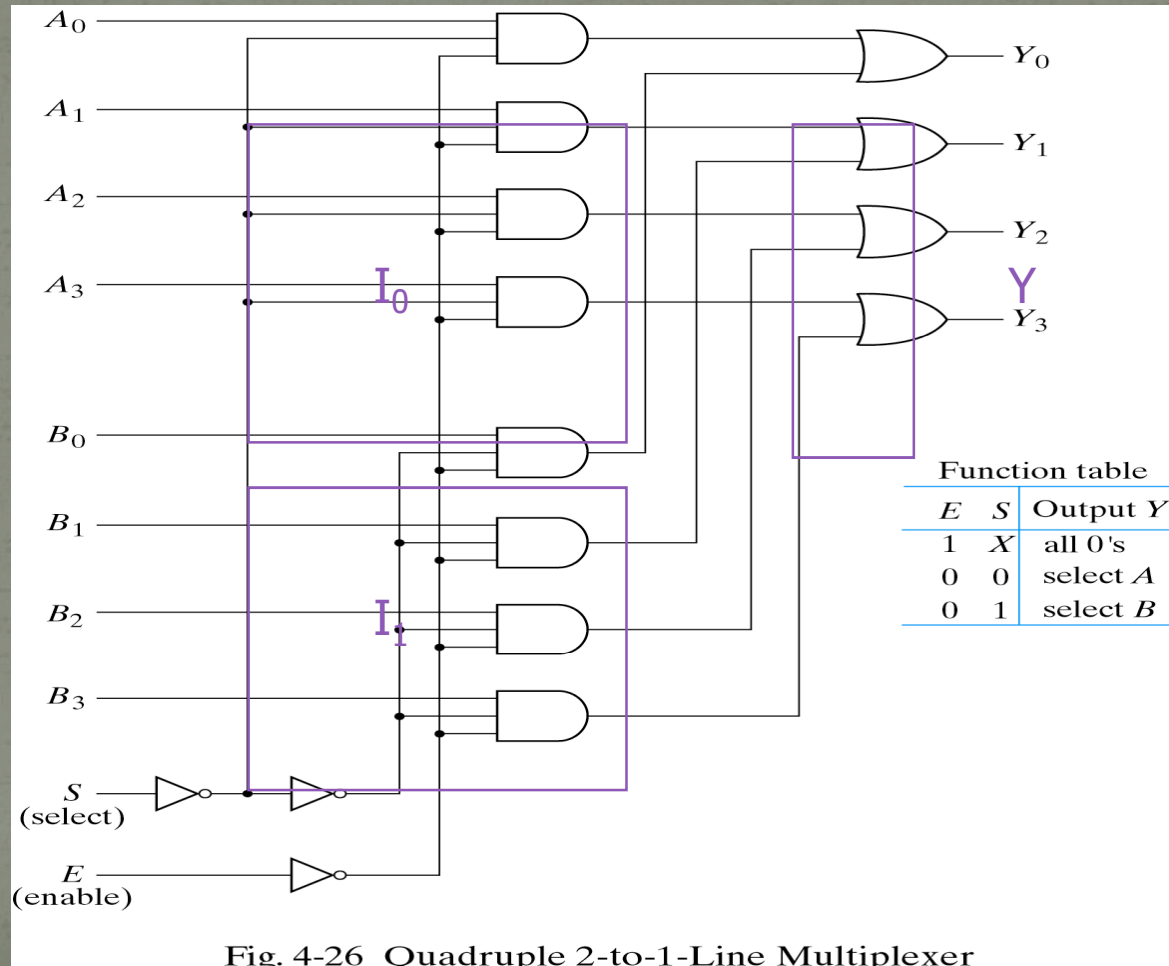 A0
Y0
A1
Y1
A2
Y2
A3
I0
Y
Y3
B0
Function table
E S Output Y
B1
1 X all 0's
0 0 select A
B2
I1
0 1 select B
B3
S
(select)
E
(enable)
Fig. 4-26 Quadruple 2-to-1-Line Multiplexer